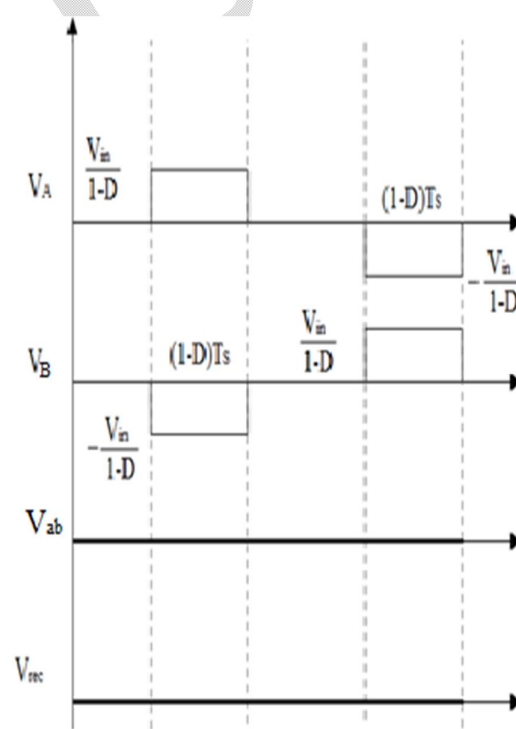 V_in
1-D
V_A
(1-D)Ts
-V_in
1-D
V_in
1-D
V_B
(1-D)Ts
-V_in
1-D
V_ab
V_rec